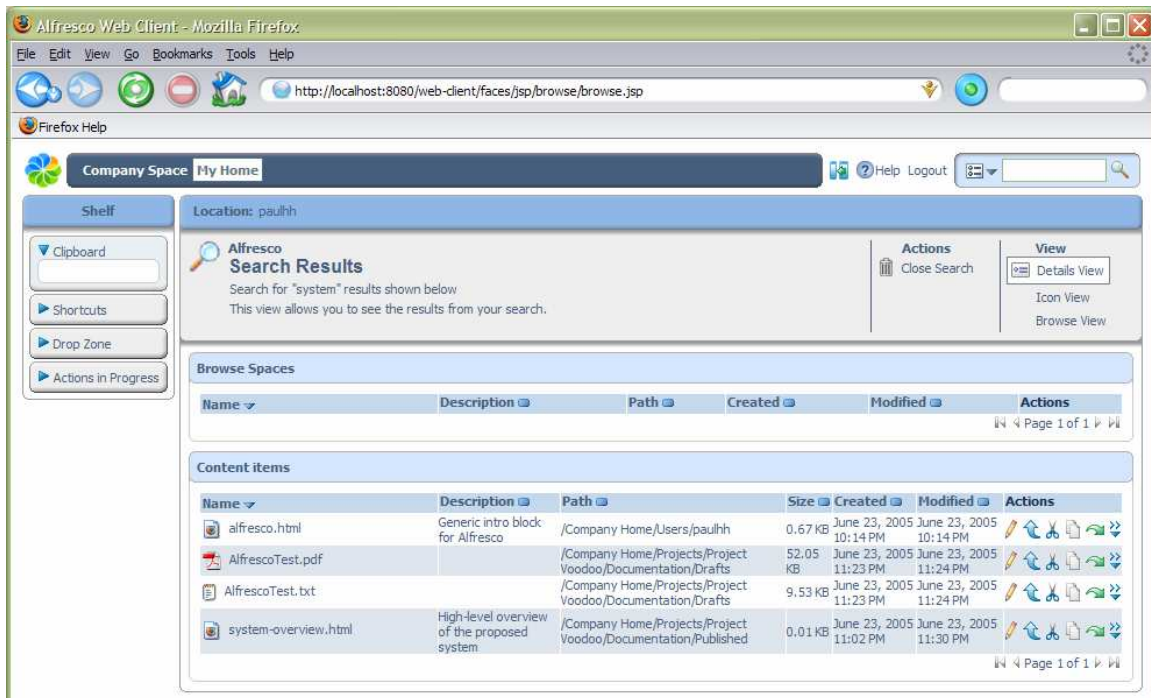 Alfresco Web Client - Mozilla Firefox
File Edit View Go Bookmarks Tools Help
http://localhost:8080/web-client/faces/jsp/browse/browse.jsp
Firefox Help
Company Space My Home Help Logout
Shelf
Clipboard
Shortcuts
Drop Zone
Actions in Progress
Location: paulhh
Alfresco
Search Results
Search for "system" results shown below
This view allows you to see the results from your search.
Actions
Close Search
View
Details View
Icon View
Browse View
Browse Spaces
Name Description Path Created Modified Actions
Page 1 of 1
Content items
Name Description Path Size Created Modified Actions
alfresco.html
Generic intro block
for Alfresco
/Company Home/Users/paulhh
0.67 KB
June 23, 2005
10:14 PM
June 23, 2005
10:14 PM
AlfrescoTest.pdf
/Company Home/Projects/Project
Voodoo/Documentation/Drafts
52.05
KB
June 23, 2005
11:23 PM
June 23, 2005
11:24 PM
AlfrescoTest.txt
/Company Home/Projects/Project
Voodoo/Documentation/Drafts
9.53 KB
June 23, 2005
11:23 PM
June 23, 2005
11:24 PM
system-overview.html
High-level overview
of the proposed
system
/Company Home/Projects/Project
Voodoo/Documentation/Published
0.01 KB
June 23, 2005
11:02 PM
June 23, 2005
11:30 PM
Page 1 of 1